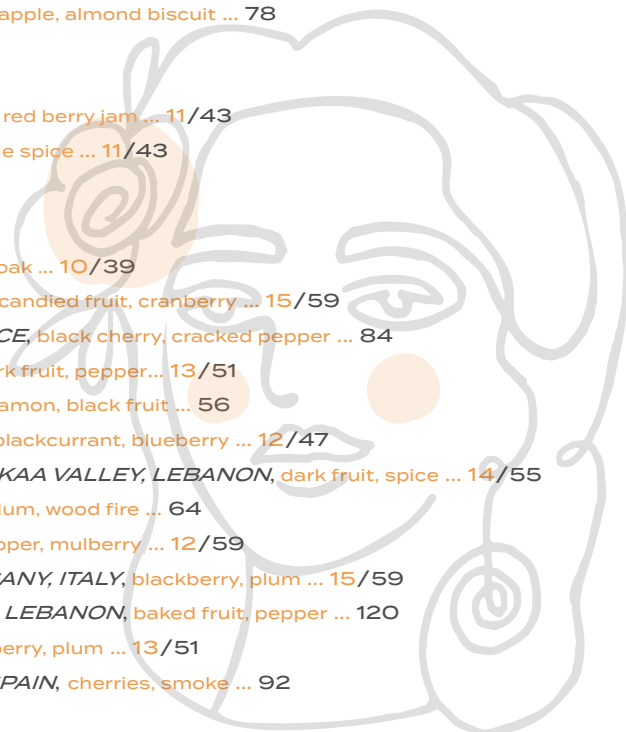 apple, almond biscuit ... 78
red berry jam ... 11/43
le spice ... 11/43
oak ... 10/39
candied fruit, cranberry ... 15/59
CE, black cherry, cracked pepper ... 84
rk fruit, pepper... 13/51
amon, black fruit ... 56
blackcurrant, blueberry ... 12/47
KAA VALLEY, LEBANON, dark fruit, spice ... 14/55
lum, wood fire ... 64
pper, mulberry ... 12/59
ANY, ITALY, blackberry, plum ... 15/59
LEBANON, baked fruit, pepper ... 120
erry, plum ... 13/51
PAIN, cherries, smoke ... 92